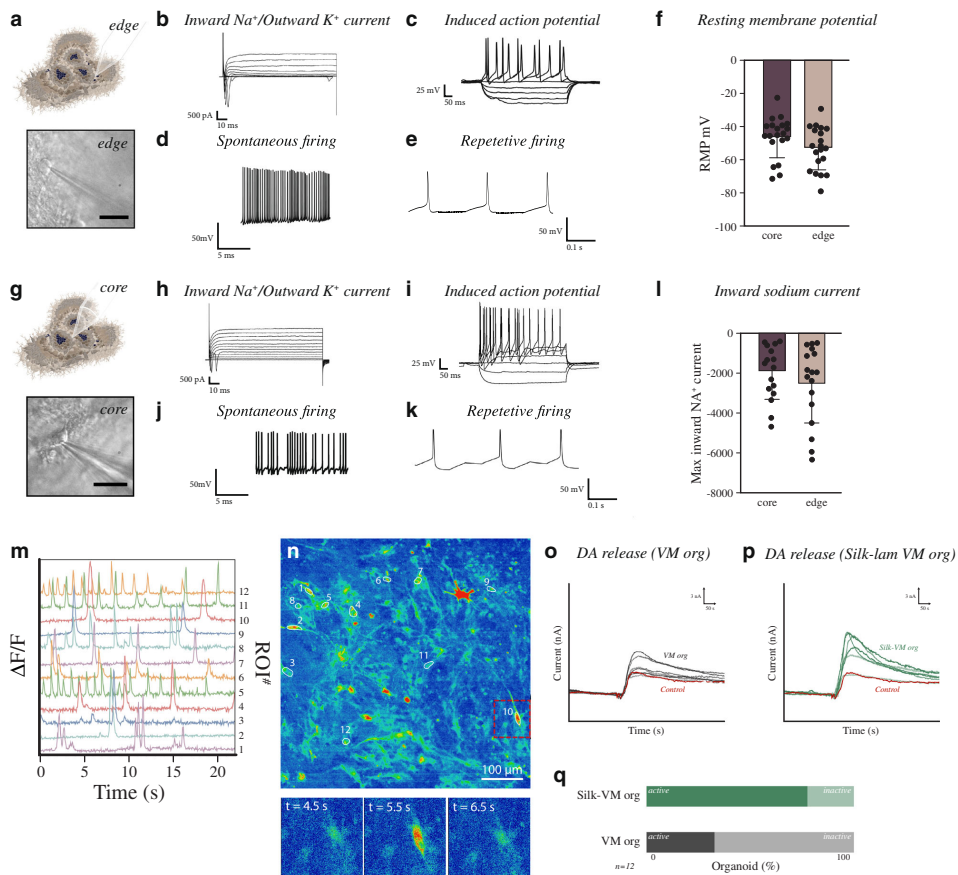 a
edge
edge
b Inward Na⁺/Outward K⁺ current
500 pA
10 ms
c Induced action potential
25 mV
50 ms
d Spontaneous firing
50mV
5 ms
e Repetetive firing
50 mV
0.1 s
f Resting membrane potential
RMP mV
0
-20
-40
-60
-80
-100
core edge
g
core
core
h Inward Na⁺/Outward K⁺ current
500 pA
10 ms
i Induced action potential
25 mV
50 ms
j Spontaneous firing
50mV
5 ms
k Repetetive firing
50 mV
0.1 s
l Inward sodium current
Max inward NA⁺ current
0
-2000
-4000
-6000
-8000
core edge
m
ΔF/F
12
11
10
9
8
7
6
5
4
3
2
1
ROI#
0 5 10 15 20
Time (s)
n
1
2
3
4
5
6
7
8
9
10
11
12
100 µm
t = 4.5 s
t = 5.5 s
t = 6.5 s
o DA release (VM org)
3 nA
50 s
Current (nA)
VM org
Control
Time (s)
p DA release (Silk-lam VM org)
3 nA
50 s
Current (nA)
Silk-VM org
Control
Time (s)
q
Silk-VM org
active inactive
VM org
active inactive
0 100
n=12
Organoid (%)